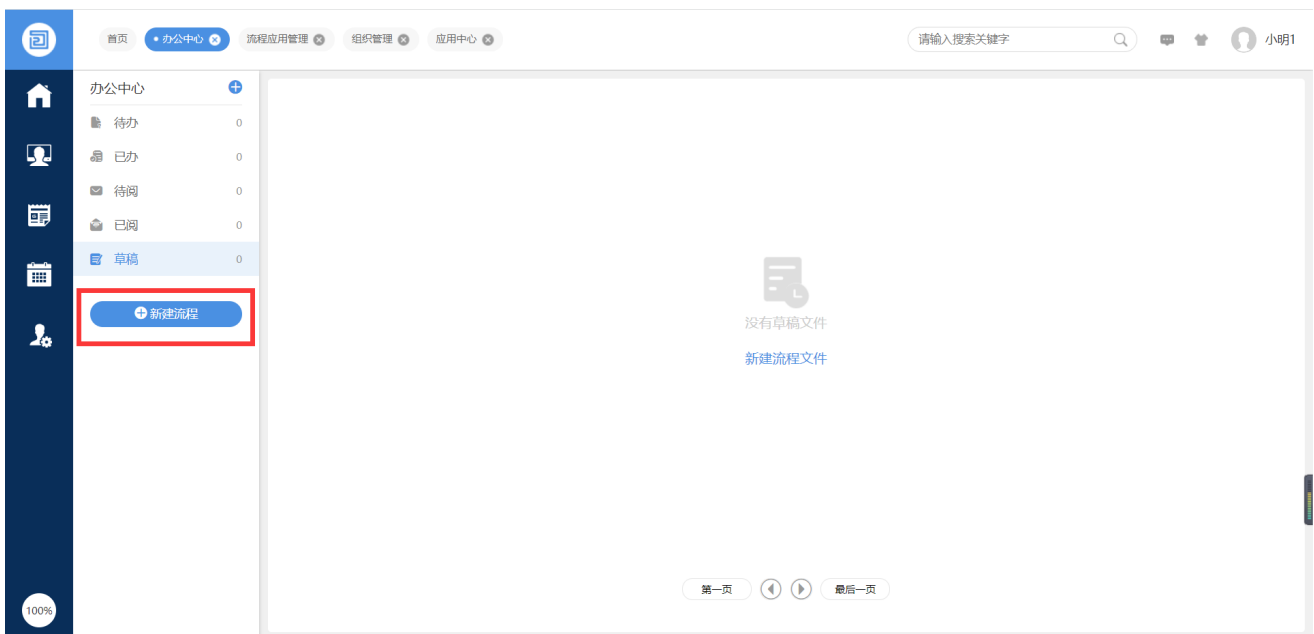 首页 办公中心 流程应用管理 组织管理 应用中心 请输入搜索关键字 小明1
办公中心
待办 0
已办 0
待阅 0
已阅 0
草稿 0
新建流程
没有草稿文件
新建流程文件
第一页 最后一页
100%